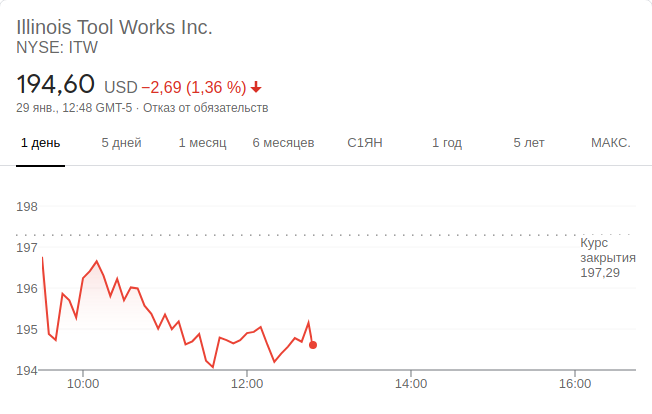 Illinois Tool Works Inc.
NYSE: ITW
194,60 USD −2,69 (1,36 %)
29 янв., 12:48 GMT-5 · Отказ от обязательств
1 день 5 дней 1 месяц 6 месяцев С1ЯН 1 год 5 лет МАКС.
198
197
196
195
194
Курс
закрытия
197,29
10:00 12:00 14:00 16:00